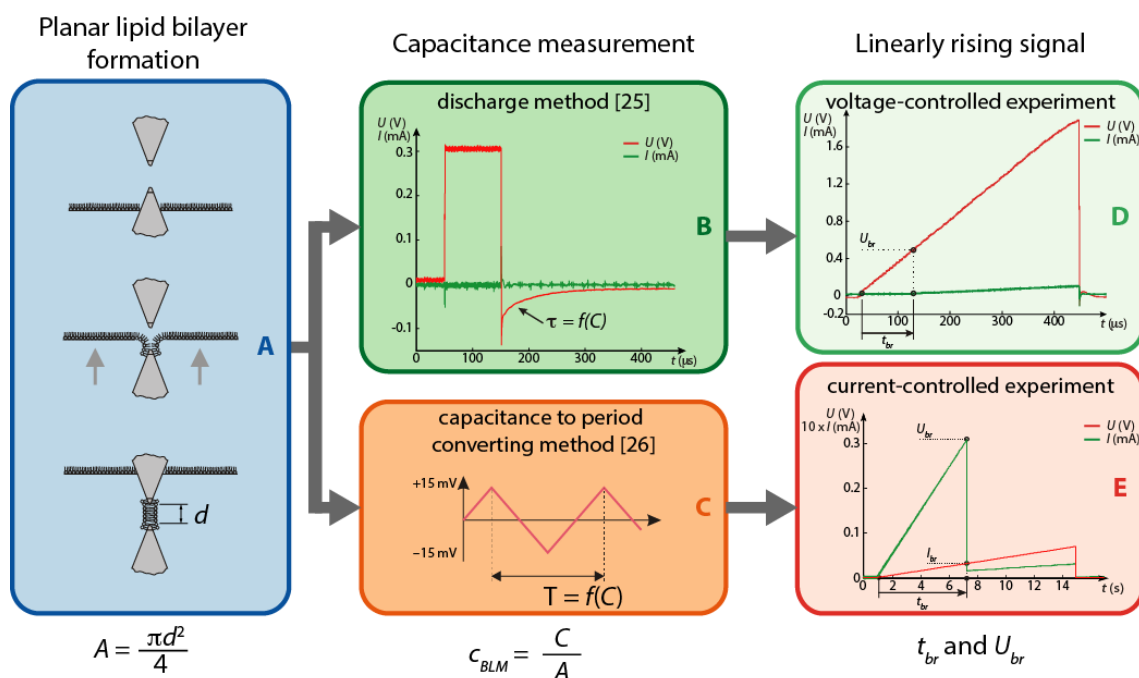 Planar lipid bilayer
formation
A
d
A = πd²/4
Capacitance measurement
discharge method [25]
U (V)
I (mA)
U (V)
I (mA)
0.3
0.2
0.1
0
-0.1
τ = f(C)
B
0 100 200 300 400 t (µs)
capacitance to period
converting method [26]
+15 mV
−15 mV
C
T = f(C)
c_BLM = C/A
Linearly rising signal
voltage-controlled experiment
U (V)
I (mA)
U (V)
I (mA)
1.6
1.2
0.8
U_br
0.4
0
-0.2
D
0 100 200 300 400 t (µs)
t_br
current-controlled experiment
U (V)
10 x I (mA)
U (V)
I (mA)
0.3
U_br
0.2
0.1
I_br
0
E
0 2 4 6 8 10 12 14 t (s)
t_br
t_br and U_br